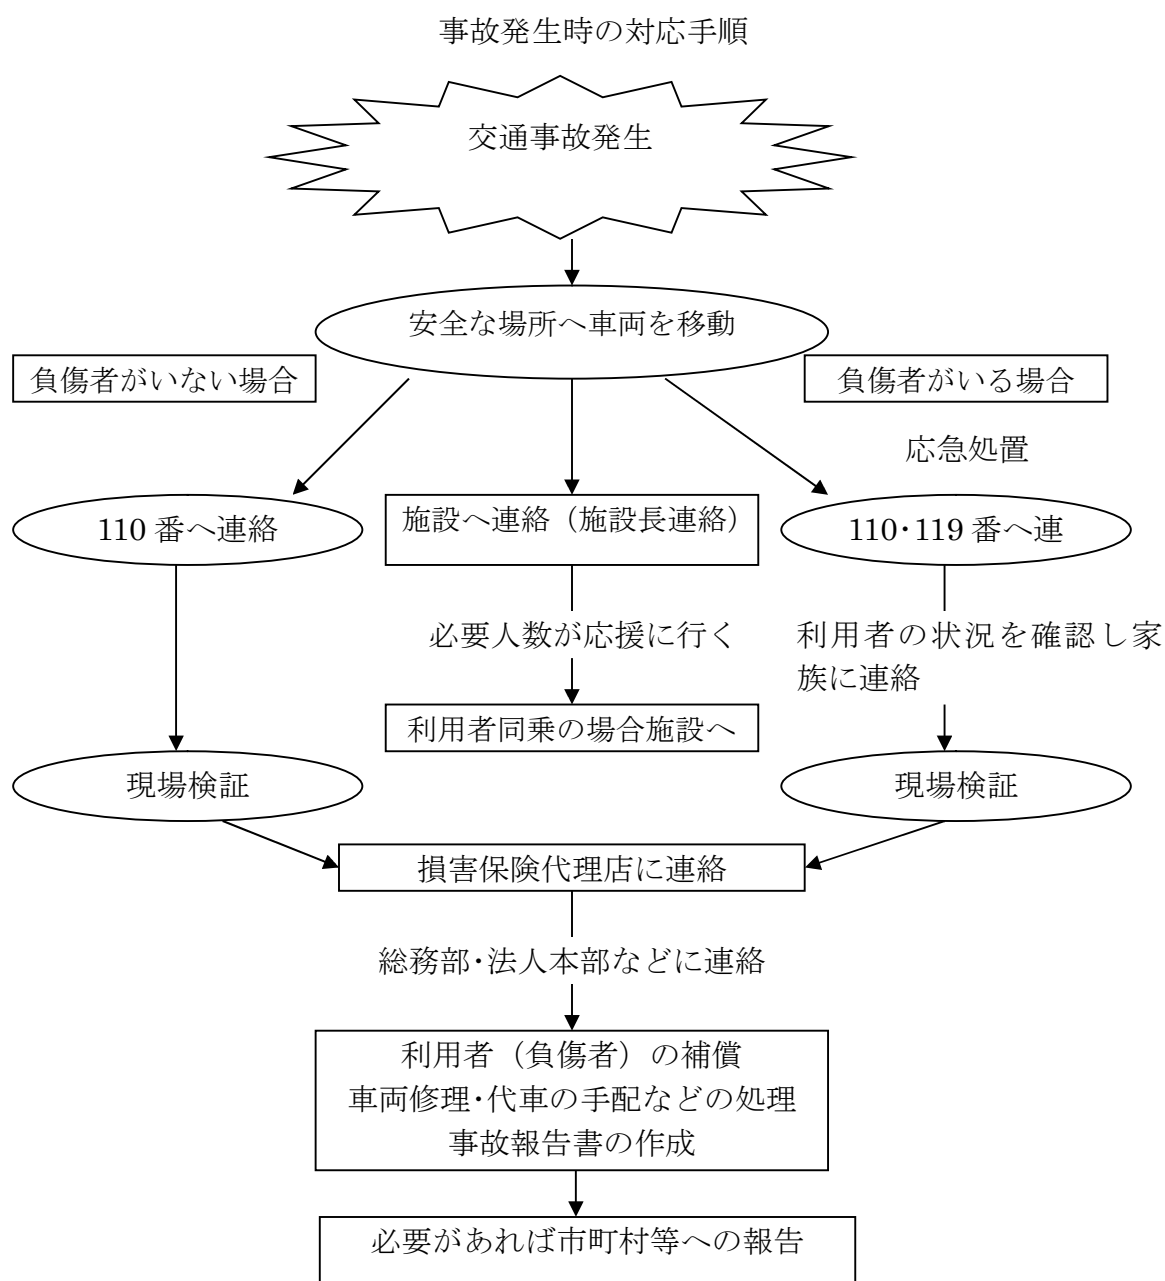 事故発生時の対応手順
交通事故発生
安全な場所へ車両を移動
負傷者がいない場合
負傷者がいる場合
応急処置
110 番へ連絡
施設へ連絡（施設長連絡）
110･119 番へ連
必要人数が応援に行く
利用者の状況を確認し家
族に連絡
利用者同乗の場合施設へ
現場検証
現場検証
損害保険代理店に連絡
総務部･法人本部などに連絡
利用者（負傷者）の補償
車両修理･代車の手配などの処理
事故報告書の作成
必要があれば市町村等への報告